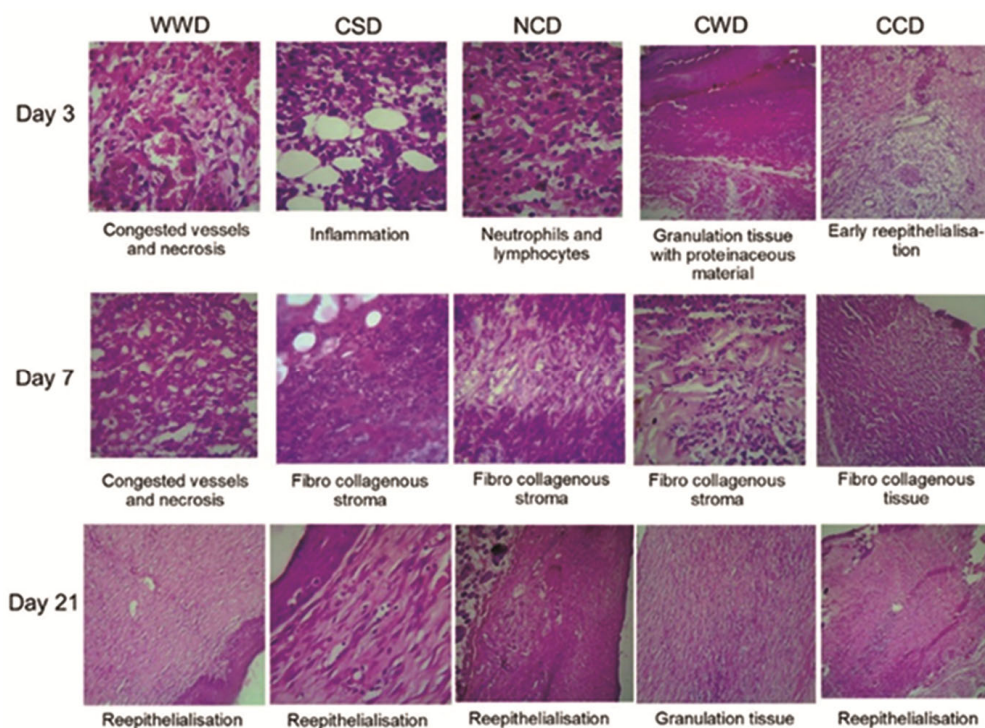 WWD CSD NCD CWD CCD
Day 3
Congested vessels
and necrosis
Inflammation
Neutrophils and
lymphocytes
Granulation tissue
with proteinaceous
material
Early reepithelialisa-
tion
Day 7
Congested vessels
and necrosis
Fibro collagenous
stroma
Fibro collagenous
stroma
Fibro collagenous
stroma
Fibro collagenous
tissue
Day 21
Reepithelialisation
Reepithelialisation
Reepithelialisation
Granulation tissue
Reepithelialisation